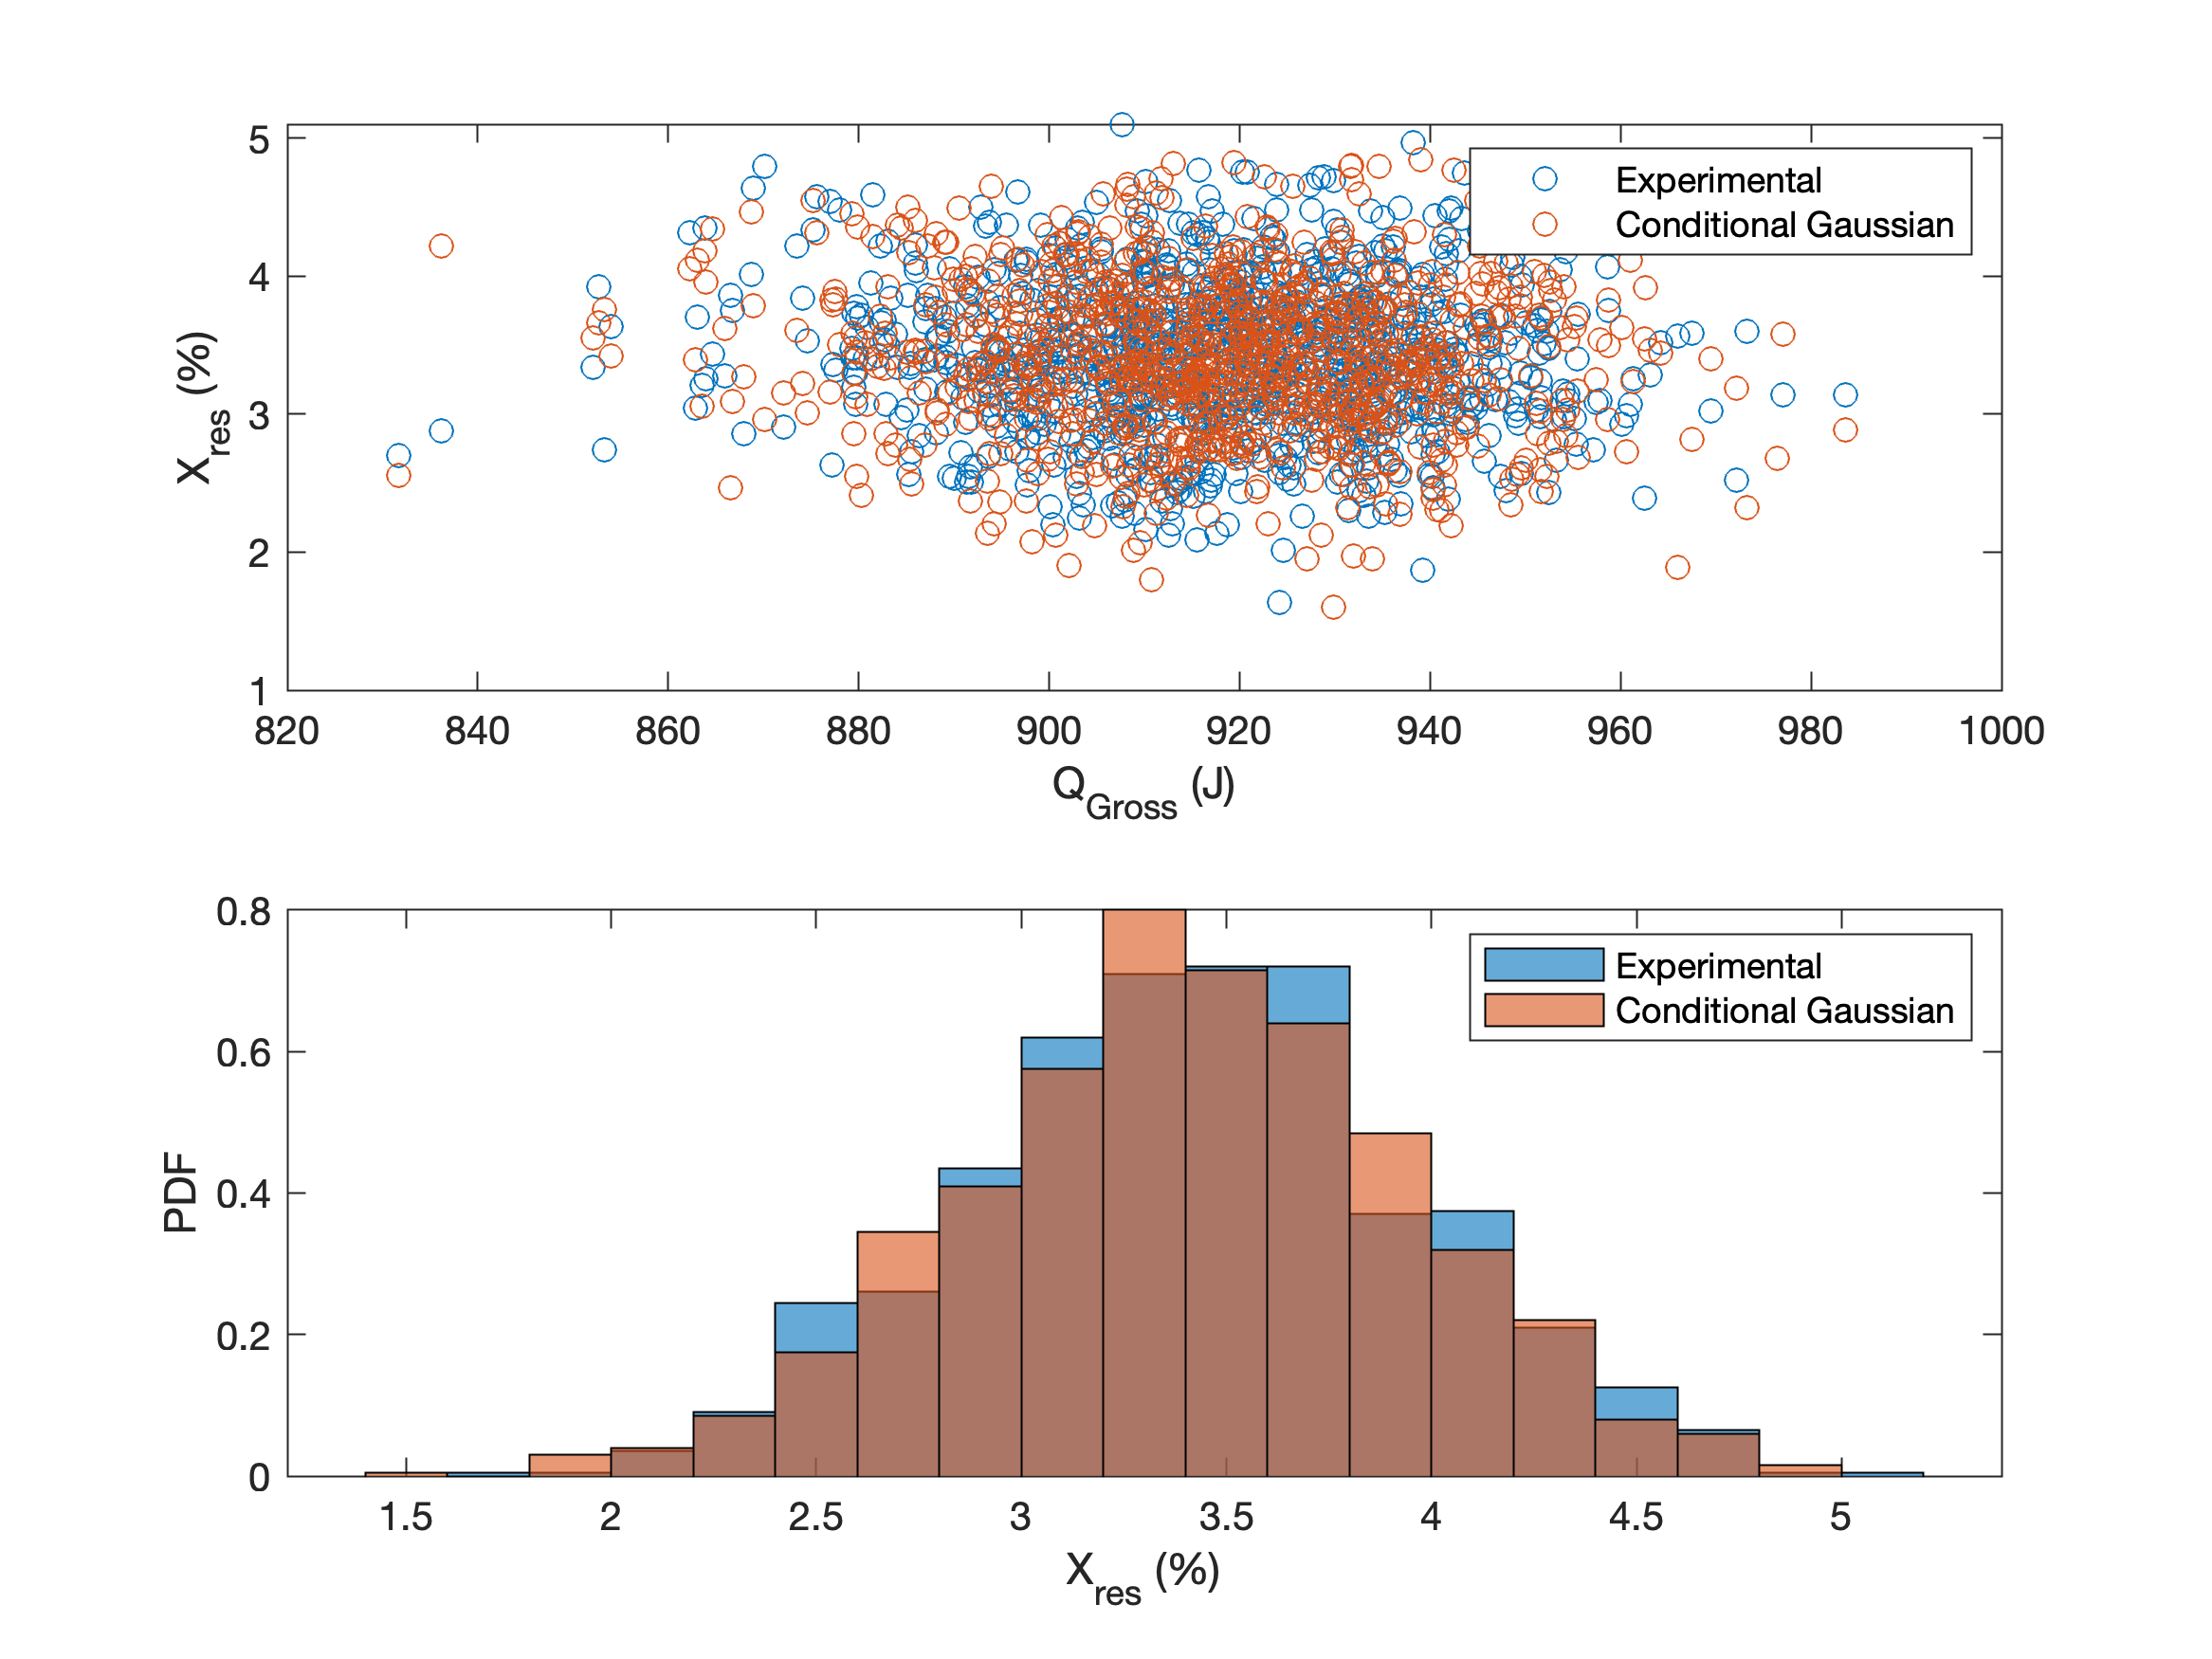 5
4
3
2
1
X_res (%)
Experimental
Conditional Gaussian
820 840 860 880 900 920 940 960 980 1000
Q_Gross (J)
0.8
0.6
0.4
0.2
0
PDF
Experimental
Conditional Gaussian
1.5 2 2.5 3 3.5 4 4.5 5
X_res (%)